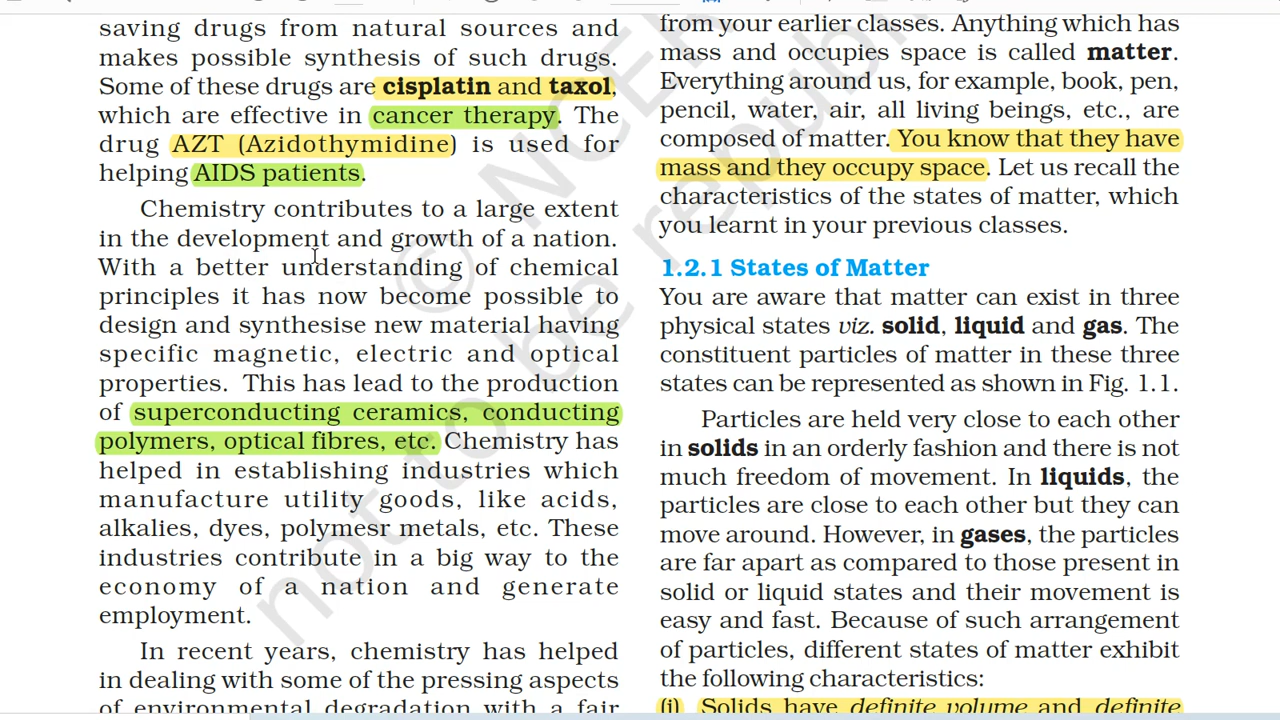 saving drugs from natural sources and
makes possible synthesis of such drugs.
Some of these drugs are cisplatin and taxol,
which are effective in cancer therapy. The
drug AZT (Azidothymidine) is used for
helping AIDS patients.
Chemistry contributes to a large extent
in the development and growth of a nation.
With a better understanding of chemical
principles it has now become possible to
design and synthesise new material having
specific magnetic, electric and optical
properties. This has lead to the production
of superconducting ceramics, conducting
polymers, optical fibres, etc. Chemistry has
helped in establishing industries which
manufacture utility goods, like acids,
alkalies, dyes, polymesr metals, etc. These
industries contribute in a big way to the
economy of a nation and generate
employment.
In recent years, chemistry has helped
in dealing with some of the pressing aspects
of environmental degradation with a fair
from your earlier classes. Anything which has
mass and occupies space is called matter.
Everything around us, for example, book, pen,
pencil, water, air, all living beings, etc., are
composed of matter. You know that they have
mass and they occupy space. Let us recall the
characteristics of the states of matter, which
you learnt in your previous classes.
1.2.1 States of Matter
You are aware that matter can exist in three
physical states viz. solid, liquid and gas. The
constituent particles of matter in these three
states can be represented as shown in Fig. 1.1.
Particles are held very close to each other
in solids in an orderly fashion and there is not
much freedom of movement. In liquids, the
particles are close to each other but they can
move around. However, in gases, the particles
are far apart as compared to those present in
solid or liquid states and their movement is
easy and fast. Because of such arrangement
of particles, different states of matter exhibit
the following characteristics:
(i) Solids have definite volume and definite
© NCER
not to be republi